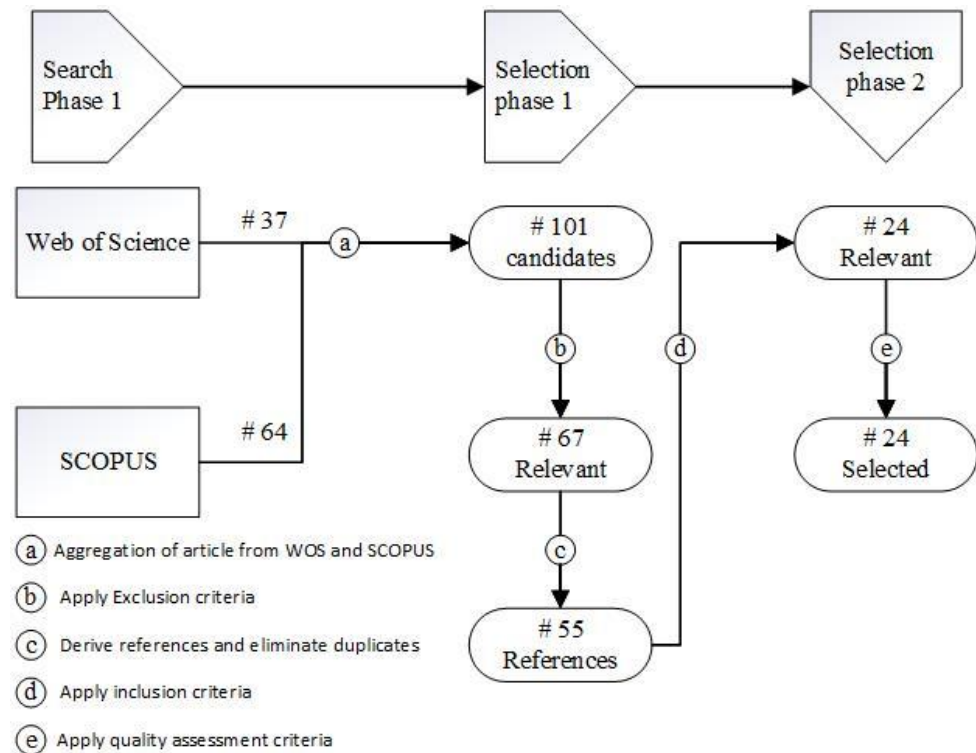 Search
Phase 1
Selection
phase 1
Selection
phase 2
Web of Science
# 37
a
# 101
candidates
# 24
Relevant
b
d
e
SCOPUS
# 64
# 67
Relevant
# 24
Selected
c
# 55
References
a Aggregation of article from WOS and SCOPUS
b Apply Exclusion criteria
c Derive references and eliminate duplicates
d Apply inclusion criteria
e Apply quality assessment criteria